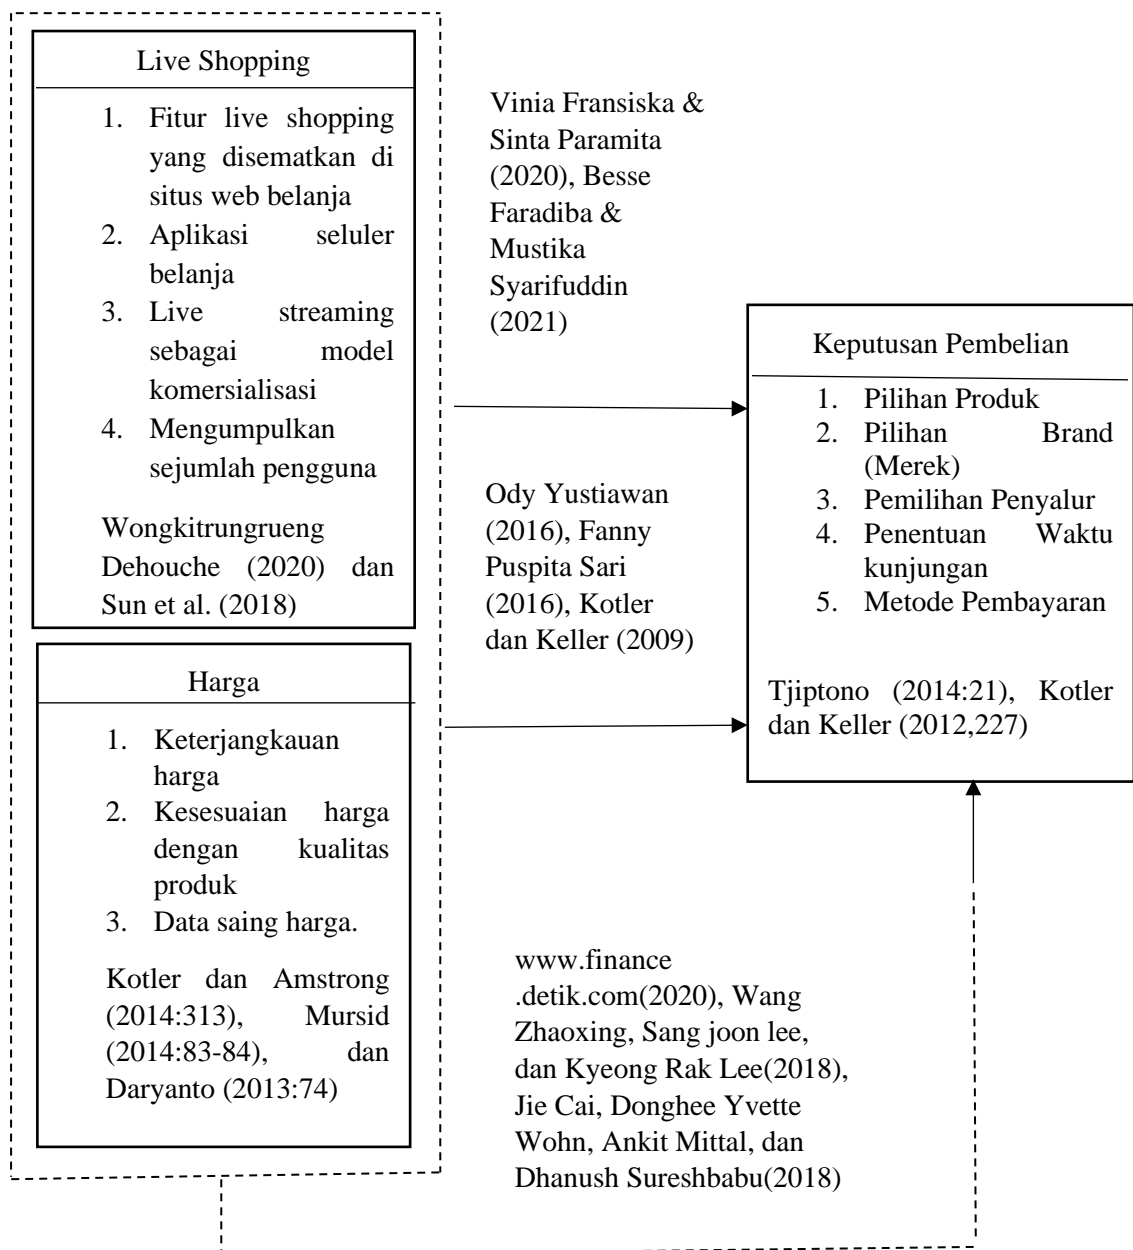 Live Shopping
1. Fitur live shopping
yang disematkan di
situs web belanja
2. Aplikasi seluler
belanja
3. Live streaming
sebagai model
komersialisasi
4. Mengumpulkan
sejumlah pengguna
Wongkitrungrueng
Dehouche (2020) dan
Sun et al. (2018)
Harga
1. Keterjangkauan
harga
2. Kesesuaian harga
dengan kualitas
produk
3. Data saing harga.
Kotler dan Amstrong
(2014:313), Mursid
(2014:83-84), dan
Daryanto (2013:74)
Vinia Fransiska &
Sinta Paramita
(2020), Besse
Faradiba &
Mustika
Syarifuddin
(2021)
Ody Yustiawan
(2016), Fanny
Puspita Sari
(2016), Kotler
dan Keller (2009)
www.finance
.detik.com(2020), Wang
Zhaoxing, Sang joon lee,
dan Kyeong Rak Lee(2018),
Jie Cai, Donghee Yvette
Wohn, Ankit Mittal, dan
Dhanush Sureshbabu(2018)
Keputusan Pembelian
1. Pilihan Produk
2. Pilihan Brand
(Merek)
3. Pemilihan Penyalur
4. Penentuan Waktu
kunjungan
5. Metode Pembayaran
Tjiptono (2014:21), Kotler
dan Keller (2012,227)